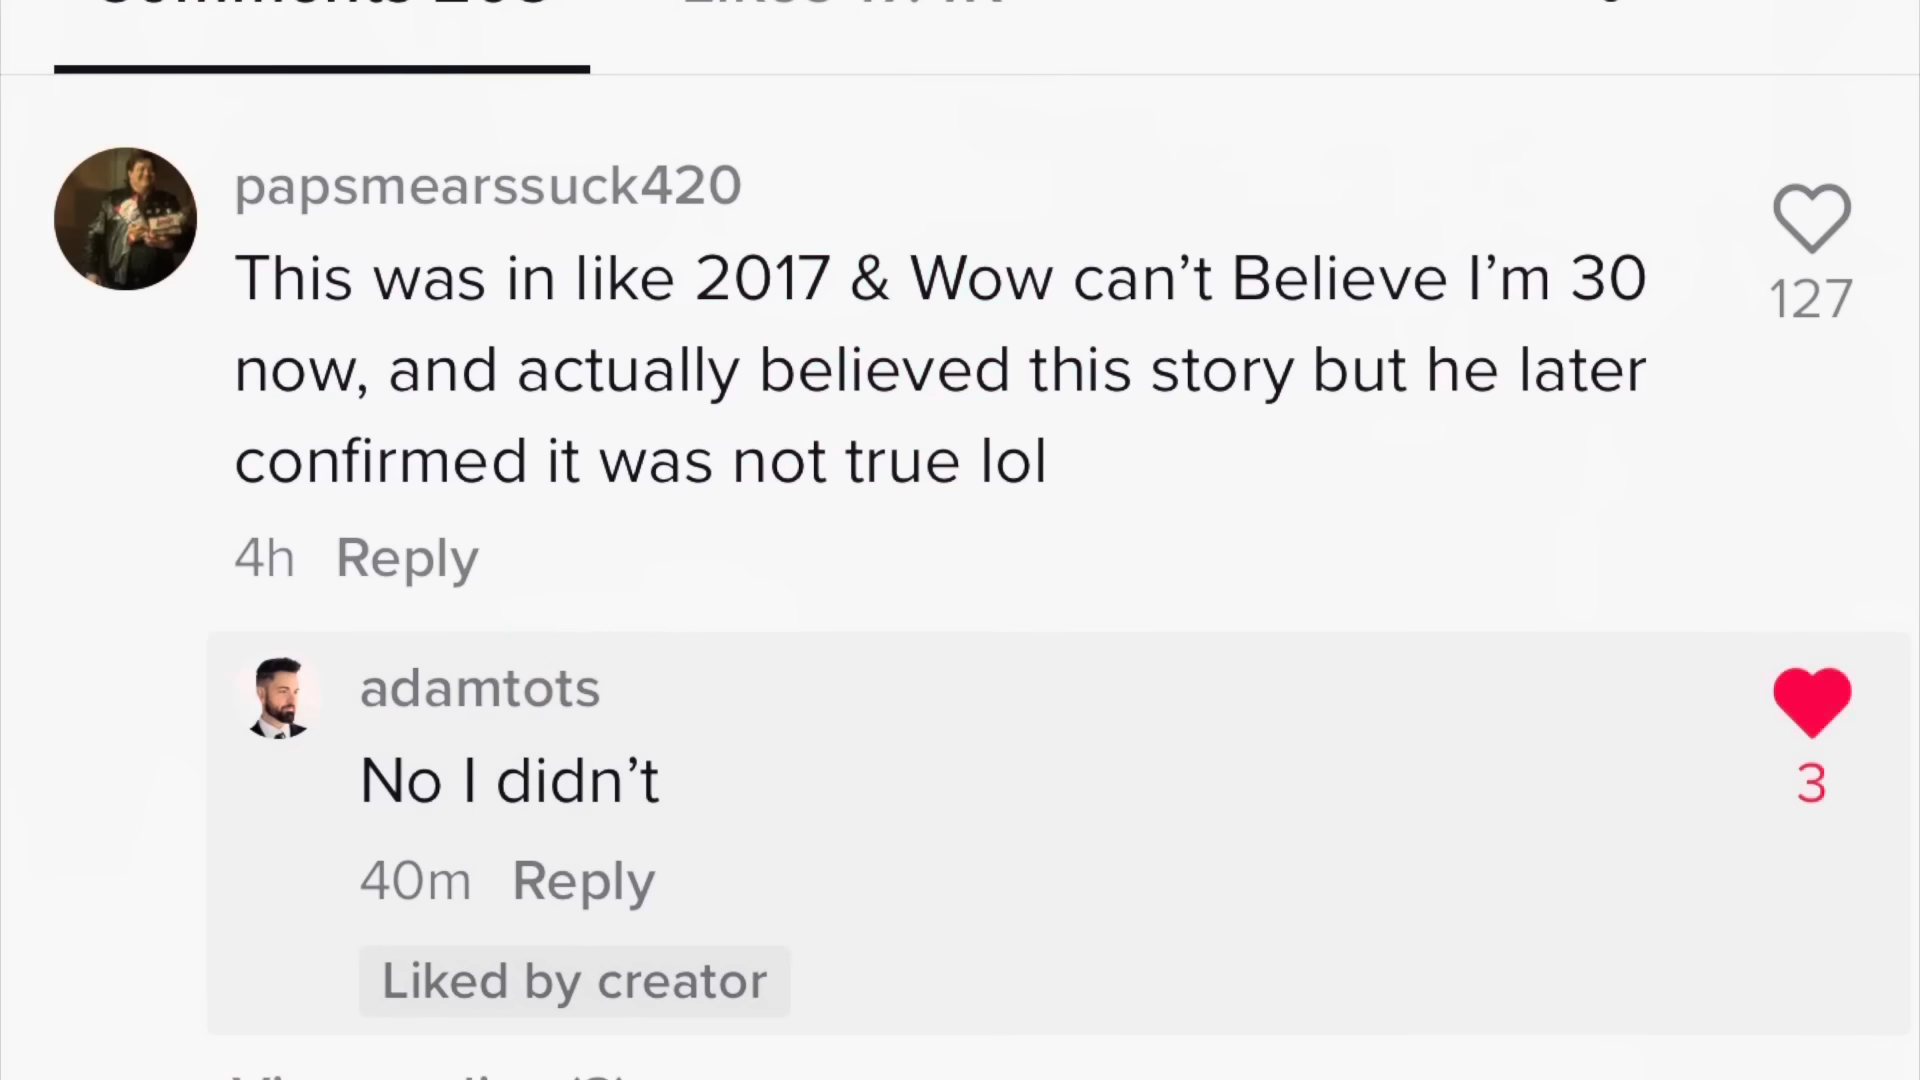 papsmearssuck420
127
This was in like 2017 & Wow can’t Believe I’m 30
now, and actually believed this story but he later
confirmed it was not true lol
4h Reply
adamtots
3
No I didn’t
40m Reply
Liked by creator